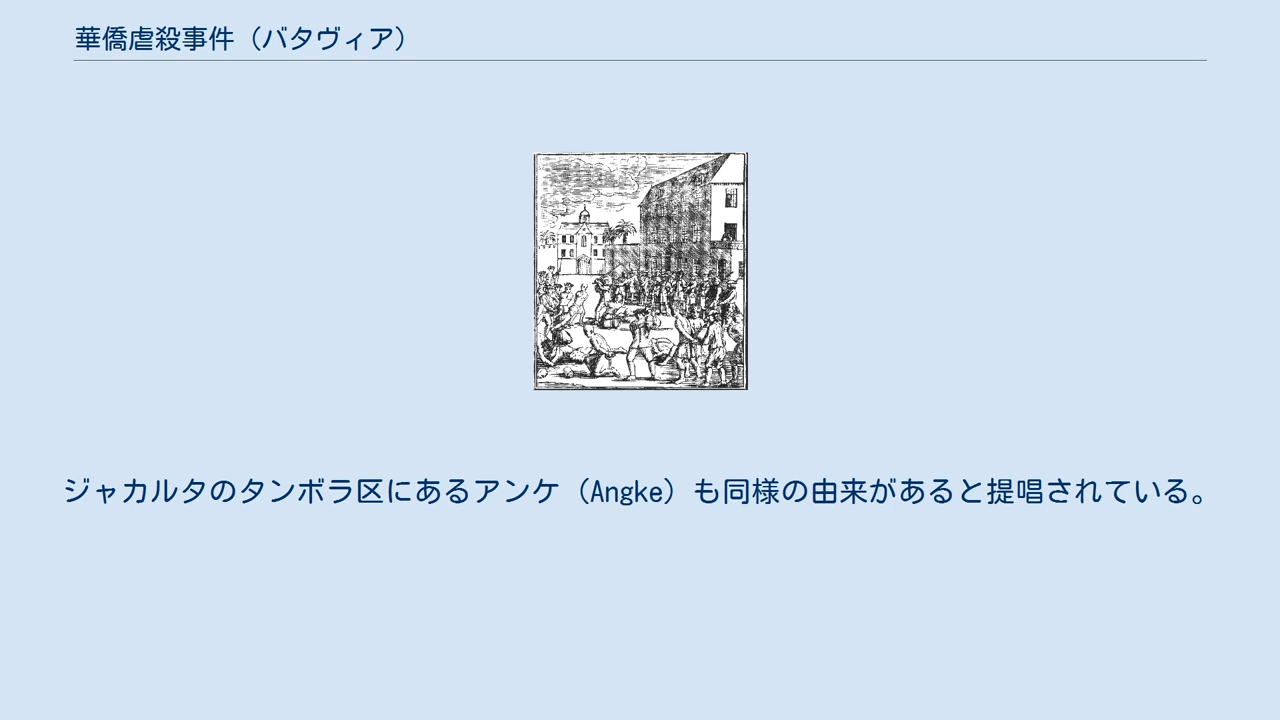 華僑虐殺事件（バタヴィア）
ジャカルタのタンボラ区にあるアンケ（Angke）も同様の由来があると提唱されている。